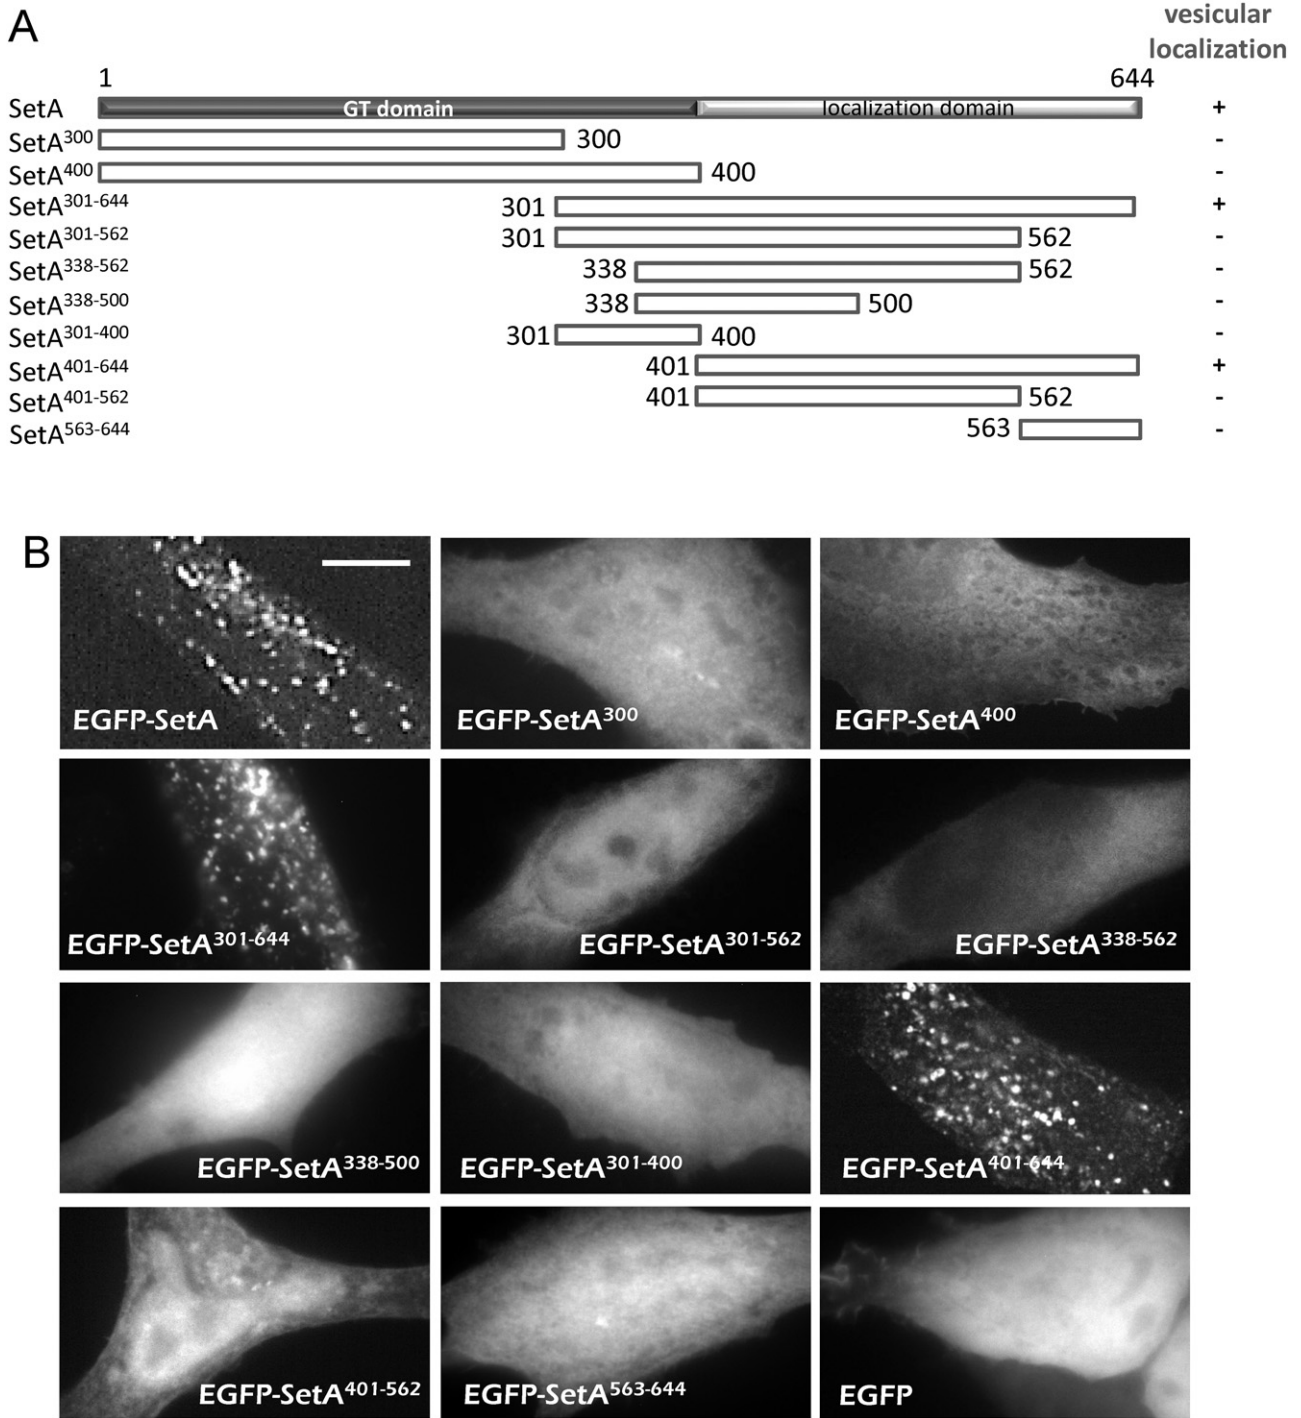 A
vesicular
localization
1 644
SetA GT domain localization domain +
SetA300 300 -
SetA400 400 -
SetA301-644 301 +
SetA301-562 301 562 -
SetA338-562 338 562 -
SetA338-500 338 500 -
SetA301-400 301 400 -
SetA401-644 401 +
SetA401-562 401 562 -
SetA563-644 563 -
B
EGFP-SetA EGFP-SetA300 EGFP-SetA400
EGFP-SetA301-644 EGFP-SetA301-562 EGFP-SetA338-562
EGFP-SetA338-500 EGFP-SetA301-400 EGFP-SetA401-644
EGFP-SetA401-562 EGFP-SetA563-644 EGFP